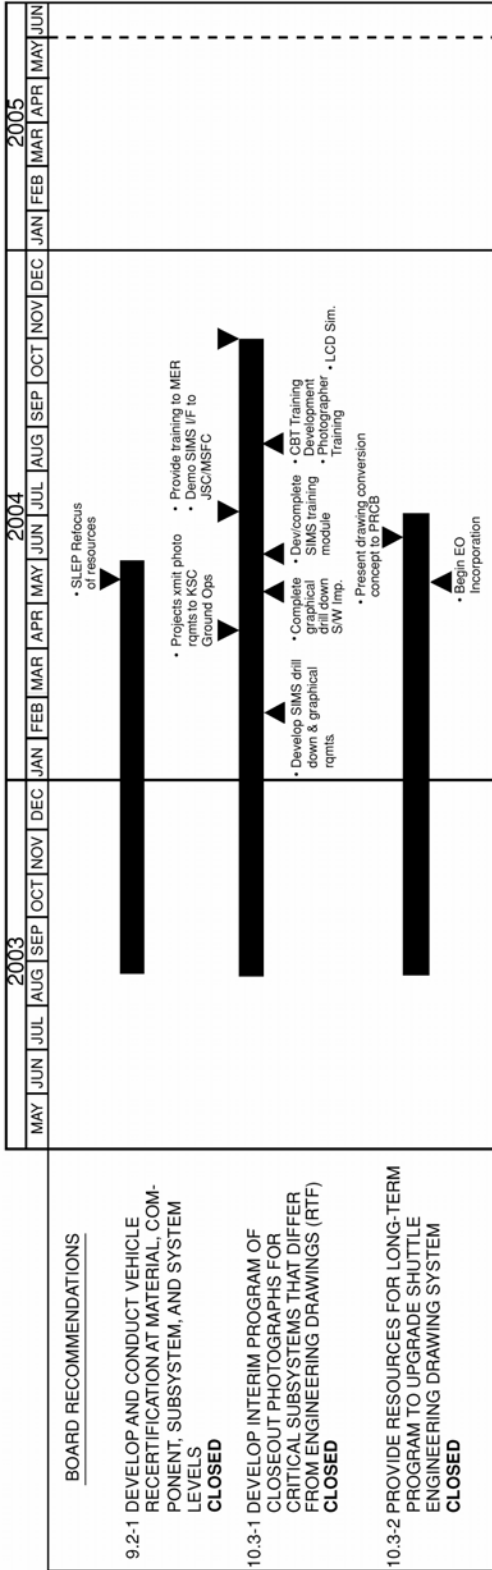 2003 2004 2005
MAY JUN JUL AUG SEP OCT NOV DEC JAN FEB MAR APR MAY JUN JUL AUG SEP OCT NOV DEC JAN FEB MAR APR MAY JUN
BOARD RECOMMENDATIONS
9.2-1 DEVELOP AND CONDUCT VEHICLE
RECERTIFICATION AT MATERIAL, COM-
PONENT, SUBSYSTEM, AND SYSTEM
LEVELS
CLOSED
• SLEP Refocus
of resources
10.3-1 DEVELOP INTERIM PROGRAM OF
CLOSEOUT PHOTOGRAPHS FOR
CRITICAL SUBSYSTEMS THAT DIFFER
FROM ENGINEERING DRAWINGS (RTF)
CLOSED
• Projects xmit photo
rqmts to KSC
Ground Ops
• Provide training to MER
• Demo SIMS I/F to
JSC/MSFC
• Develop SIMS drill
down & graphical
rqmts
• Complete
graphical
drill down
S/W Imp.
• Dev/complete
SIMS training
module
• CBT Training
Development
• Photographer
Training
• LCD Sim.
10.3-2 PROVIDE RESOURCES FOR LONG-TERM
PROGRAM TO UPGRADE SHUTTLE
ENGINEERING DRAWING SYSTEM
CLOSED
• Present drawing conversion
concept to PRCB
• Begin EO
Incorporation